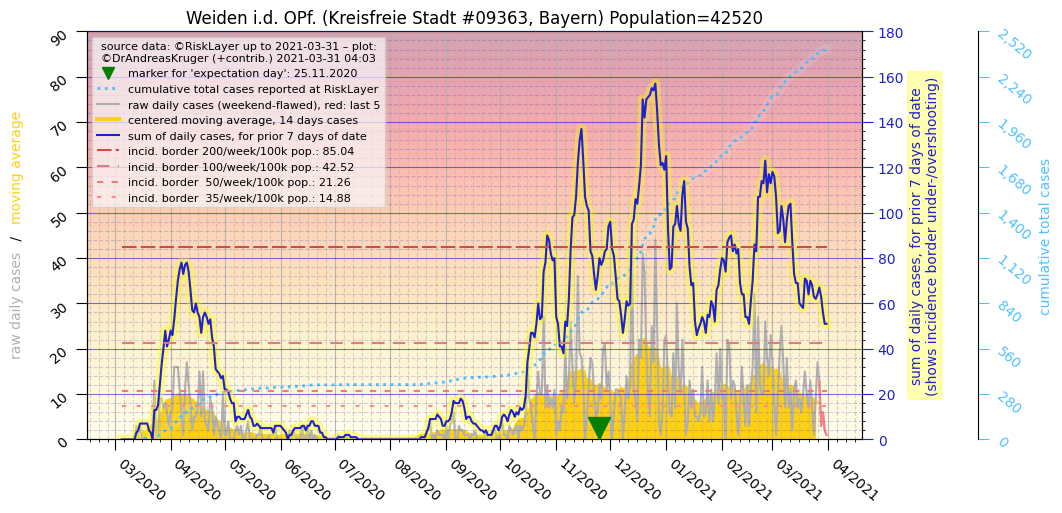 Weiden i.d. OPf. (Kreisfreie Stadt #09363, Bayern) Population=42520
source data: ©RiskLayer up to 2021-03-31 – plot:
©DrAndreasKruger (+contrib.) 2021-03-31 04:03
marker for 'expectation day': 25.11.2020
cumulative total cases reported at RiskLayer
raw daily cases (weekend-flawed), red: last 5
centered moving average, 14 days cases
sum of daily cases, for prior 7 days of date
incid. border 200/week/100k pop.: 85.04
incid. border 100/week/100k pop.: 42.52
incid. border  50/week/100k pop.: 21.26
incid. border  35/week/100k pop.: 14.88
raw daily cases / moving average
90
80
70
60
50
40
30
20
10
0
03/2020
04/2020
05/2020
06/2020
07/2020
08/2020
09/2020
10/2020
11/2020
12/2020
01/2021
02/2021
03/2021
04/2021
180
160
140
120
100
80
60
40
20
0
sum of daily cases, for prior 7 days of date
(shows incidence border under-/overshooting)
2,520
2,240
1,960
1,680
1,400
1,120
840
560
280
0
cumulative total cases